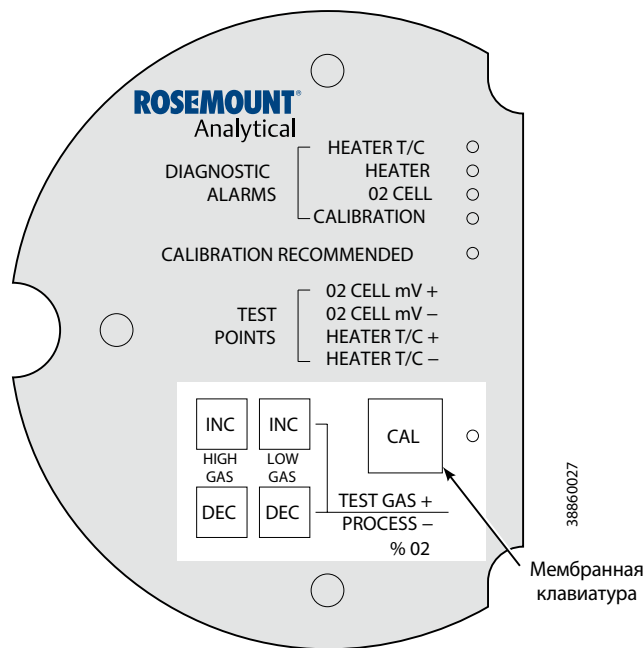 ROSEMOUNT®
Analytical
DIAGNOSTIC
ALARMS
HEATER T/C
HEATER
02 CELL
CALIBRATION
CALIBRATION RECOMMENDED
TEST
POINTS
02 CELL mV +
02 CELL mV −
HEATER T/C +
HEATER T/C −
INC INC CAL
HIGH
GAS
LOW
GAS
DEC DEC
TEST GAS +
PROCESS −
% 02
38860027
Мембранная
клавиатура